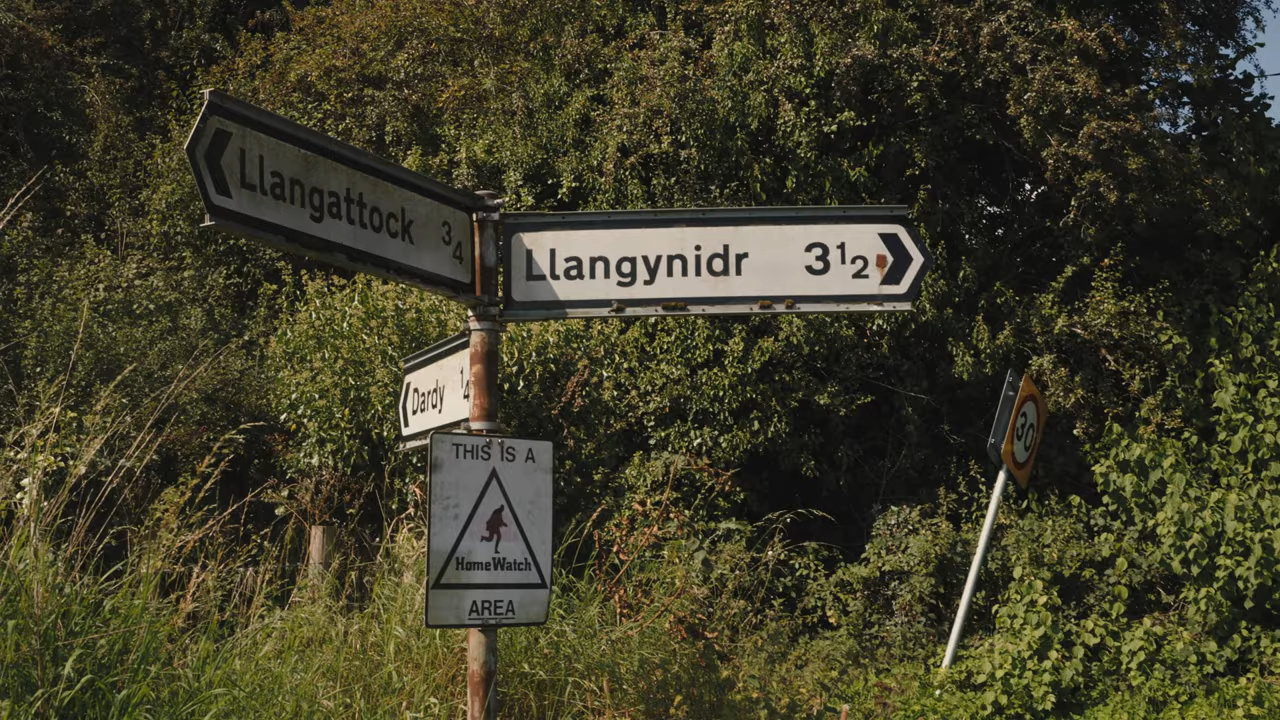 Llangattock 3/4
Llangynidr 3 1/2
Dardy 1/4
THIS IS A
HomeWatch
AREA
30